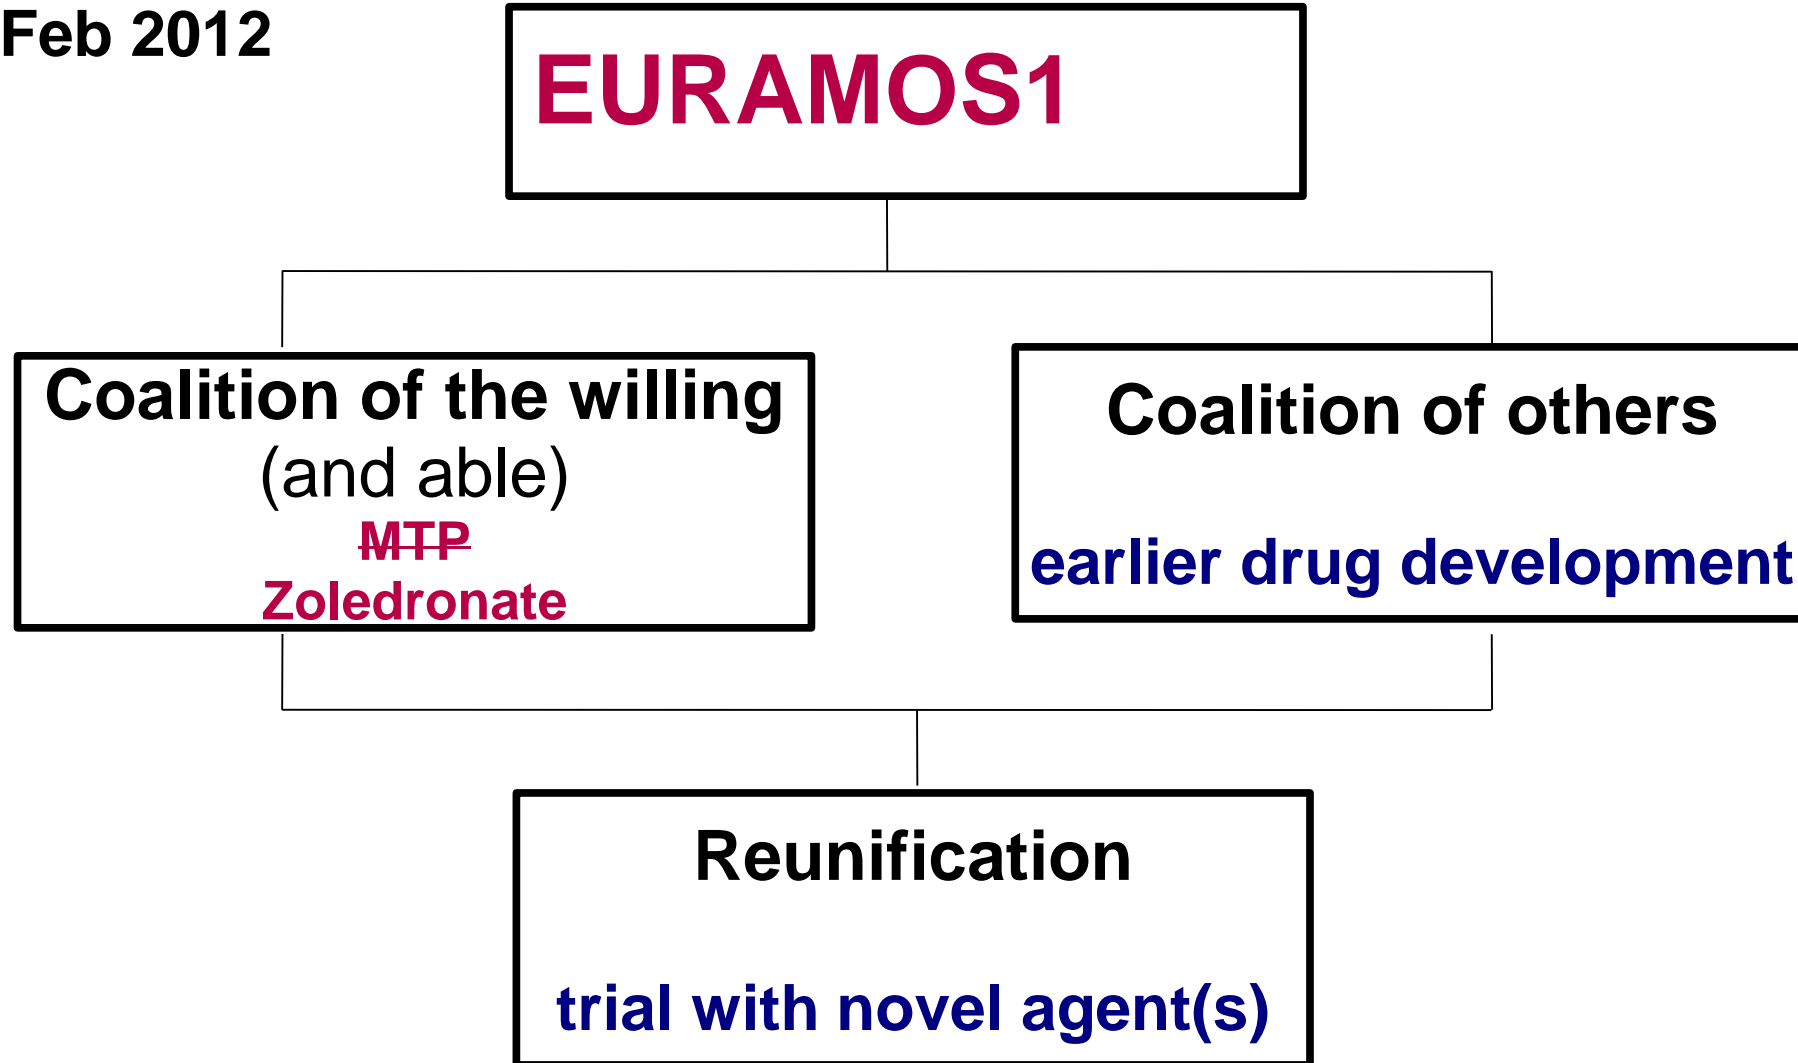 Feb 2012
EURAMOS1
Coalition of the willing
(and able)
MTP
Zoledronate
Coalition of others
earlier drug development
Reunification
trial with novel agent(s)